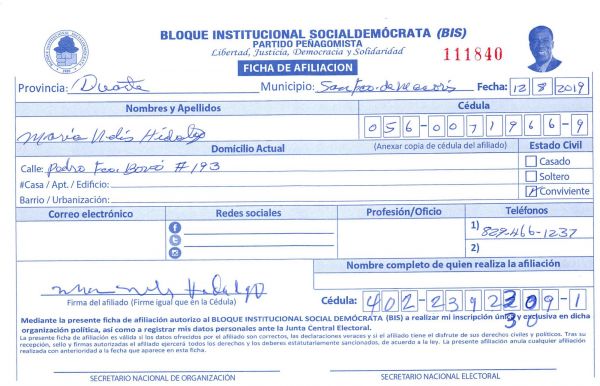 BLOQUE INSTITUCIONAL SOCIALDEMÓCRATA (BIS)
PARTIDO PEÑAGOMISTA
Libertad, Justicia, Democracia y Solidaridad
111840
FICHA DE AFILIACION
Provincia: Duarte Municipio: San Fco. de Macorís Fecha: 12 8 2019
Nombres y Apellidos Cédula
María Nelis Hidalgo 056-0071966-9
Domicilio Actual (Anexar copia de cédula del afiliado) Estado Civil
Calle: Pedro Fco. Bonó #193 Casado
#Casa / Apt. / Edificio: Soltero
Barrio / Urbanización: Conviviente
Correo electrónico Redes sociales Profesión/Oficio Teléfonos
1) 829-466-1237
2)
Nombre completo de quien realiza la afiliación
Hidalgo
Firma del afiliado (Firme igual que en la Cédula) Cédula: 402-2392309-1
30
Mediante la presente ficha de afiliación autorizo al BLOQUE INSTITUCIONAL SOCIAL DEMÓCRATA (BIS) a realizar mi inscripción única y exclusiva en dicha
organización política, así como a registrar mis datos personales ante la Junta Central Electoral.
La presente ficha de afiliación es válida si los datos ofrecidos por el afiliado son correctos, las declaraciones veraces y si el afiliado tiene el disfrute de sus derechos civiles y políticos. Tras su
recepción, sello y firmas autorizadas el afiliado ejercerá todos los derechos y los deberes estatutariamente sancionados, de acuerdo a la ley. La presente afiliación anula cualquier afiliación
realizada con anterioridad a la fecha que aparece en esta ficha.
SECRETARIO NACIONAL DE ORGANIZACIÓN SECRETARIO NACIONAL ELECTORAL